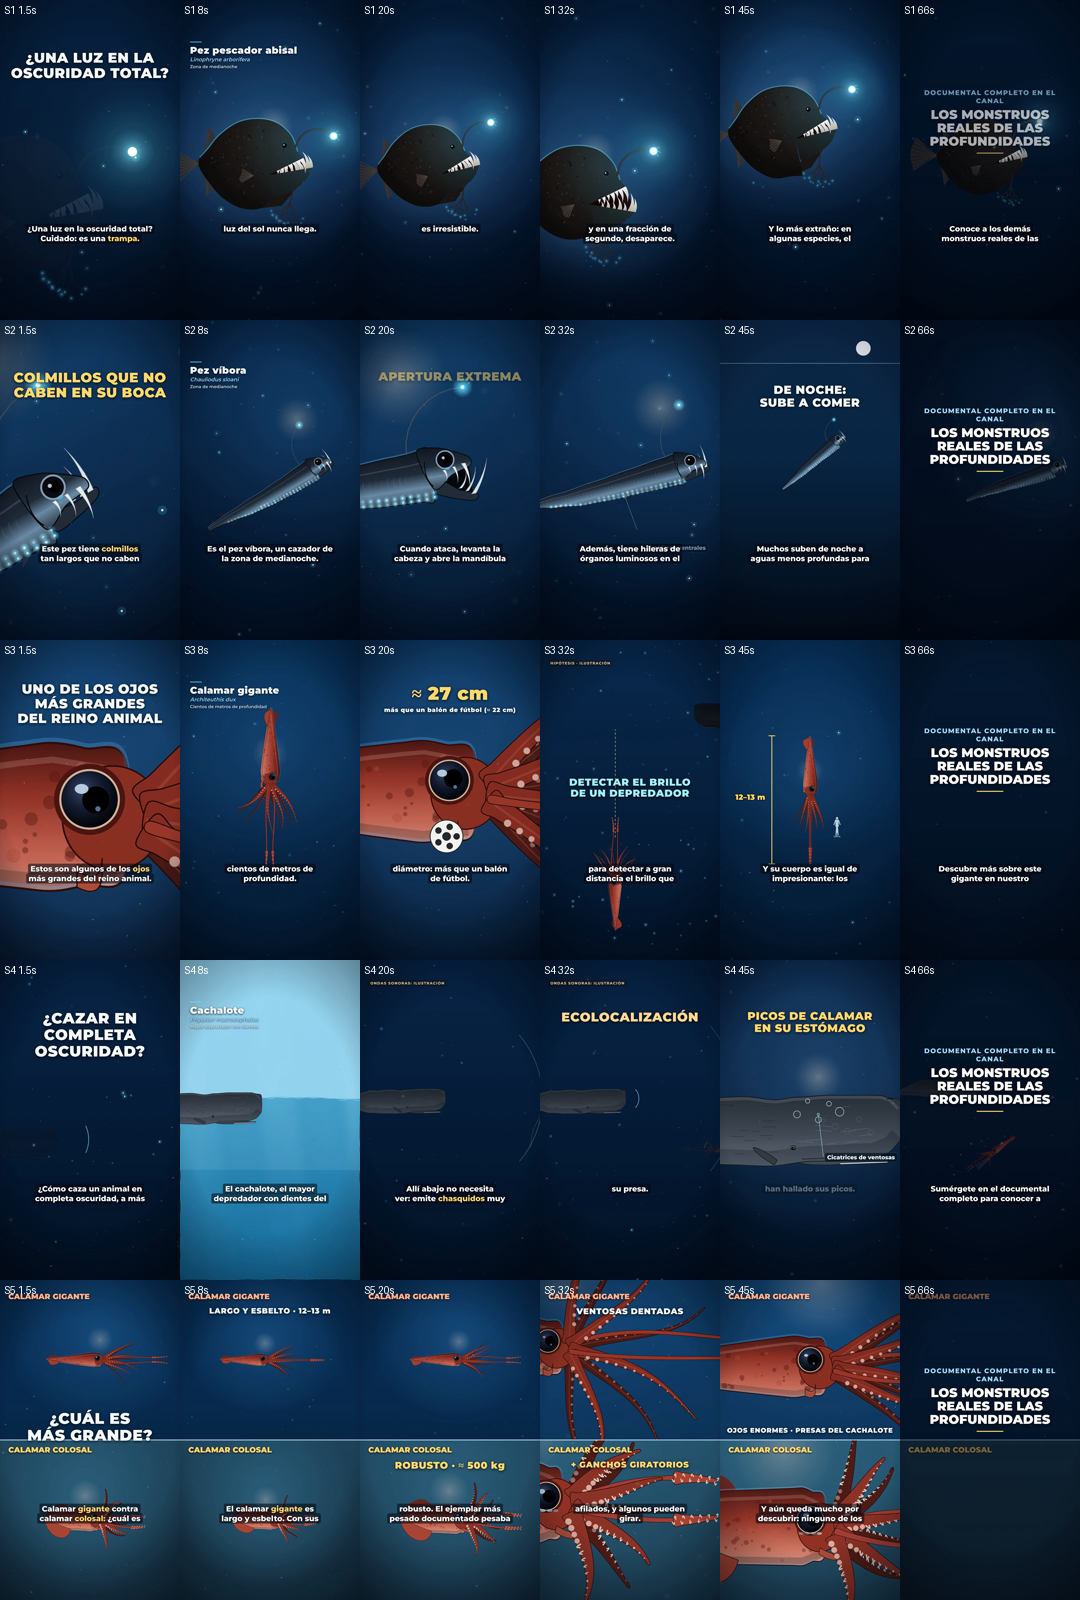 S1 1.5s
¿UNA LUZ EN LA
OSCURIDAD TOTAL?
¿Una luz en la oscuridad total?
Cuidado: es una trampa.
S1 8s
Pez pescador abisal
Linophryne arborifera
Zona de medianoche
luz del sol nunca llega.
S1 20s
es irresistible.
S1 32s
y en una fracción de
segundo, desaparece.
S1 45s
Y lo más extraño: en
algunas especies, el
S1 66s
DOCUMENTAL COMPLETO EN EL
CANAL
LOS MONSTRUOS
REALES DE LAS
PROFUNDIDADES
Conoce a los demás
monstruos reales de las
S2 1.5s
COLMILLOS QUE NO
CABEN EN SU BOCA
Este pez tiene colmillos
tan largos que no caben
S2 8s
Pez víbora
Chauliodus sloani
Zona de medianoche
Es el pez víbora, un cazador de
la zona de medianoche.
S2 20s
APERTURA EXTREMA
Cuando ataca, levanta la
cabeza y abre la mandíbula
S2 32s
Además, tiene hileras de
órganos luminosos en el
entrales
S2 45s
DE NOCHE:
SUBE A COMER
Muchos suben de noche a
aguas menos profundas para
S2 66s
DOCUMENTAL COMPLETO EN EL
CANAL
LOS MONSTRUOS
REALES DE LAS
PROFUNDIDADES
S3 1.5s
UNO DE LOS OJOS
MÁS GRANDES
DEL REINO ANIMAL
Estos son algunos de los ojos
más grandes del reino animal.
S3 8s
Calamar gigante
Architeuthis dux
Cientos de metros de profundidad
cientos de metros de
profundidad.
S3 20s
≈ 27 cm
más que un balón de fútbol (≈ 22 cm)
diámetro: más que un balón
de fútbol.
S3 32s
HIPÓTESIS · ILUSTRACIÓN
DETECTAR EL BRILLO
DE UN DEPREDADOR
para detectar a gran
distancia el brillo que
S3 45s
12–13 m
Y su cuerpo es igual de
impresionante: los
S3 66s
DOCUMENTAL COMPLETO EN EL
CANAL
LOS MONSTRUOS
REALES DE LAS
PROFUNDIDADES
Descubre más sobre este
gigante en nuestro
S4 1.5s
¿CAZAR EN
COMPLETA
OSCURIDAD?
¿Cómo caza un animal en
completa oscuridad, a más
S4 8s
Cachalote
El cachalote, el mayor
depredador con dientes del
S4 20s
ONDAS SONORAS: ILUSTRACIÓN
Allí abajo no necesita
ver: emite chasquidos muy
S4 32s
ONDAS SONORAS: ILUSTRACIÓN
ECOLOCALIZACIÓN
su presa.
S4 45s
PICOS DE CALAMAR
EN SU ESTÓMAGO
Cicatrices de ventosas
han hallado sus picos.
S4 66s
DOCUMENTAL COMPLETO EN EL
CANAL
LOS MONSTRUOS
REALES DE LAS
PROFUNDIDADES
Sumérgete en el documental
completo para conocer a
S5 1.5s
CALAMAR GIGANTE
¿CUÁL ES
MÁS GRANDE?
CALAMAR COLOSAL
Calamar gigante contra
calamar colosal: ¿cuál es
S5 8s
CALAMAR GIGANTE
LARGO Y ESBELTO · 12–13 m
CALAMAR COLOSAL
El calamar gigante es
largo y esbelto. Con sus
S5 20s
CALAMAR GIGANTE
CALAMAR COLOSAL
ROBUSTO · ≈ 500 kg
robusto. El ejemplar más
pesado documentado pesaba
S5 32s
CALAMAR GIGANTE
VENTOSAS DENTADAS
CALAMAR COLOSAL
+ GANCHOS GIRATORIOS
afilados, y algunos pueden
girar.
S5 45s
CALAMAR GIGANTE
OJOS ENORMES · PRESAS DEL CACHALOTE
CALAMAR COLOSAL
Y aún queda mucho por
descubrir: ninguno de los
S5 66s
CALAMAR GIGANTE
DOCUMENTAL COMPLETO EN EL
CANAL
LOS MONSTRUOS
REALES DE LAS
PROFUNDIDADES
CALAMAR COLOSAL